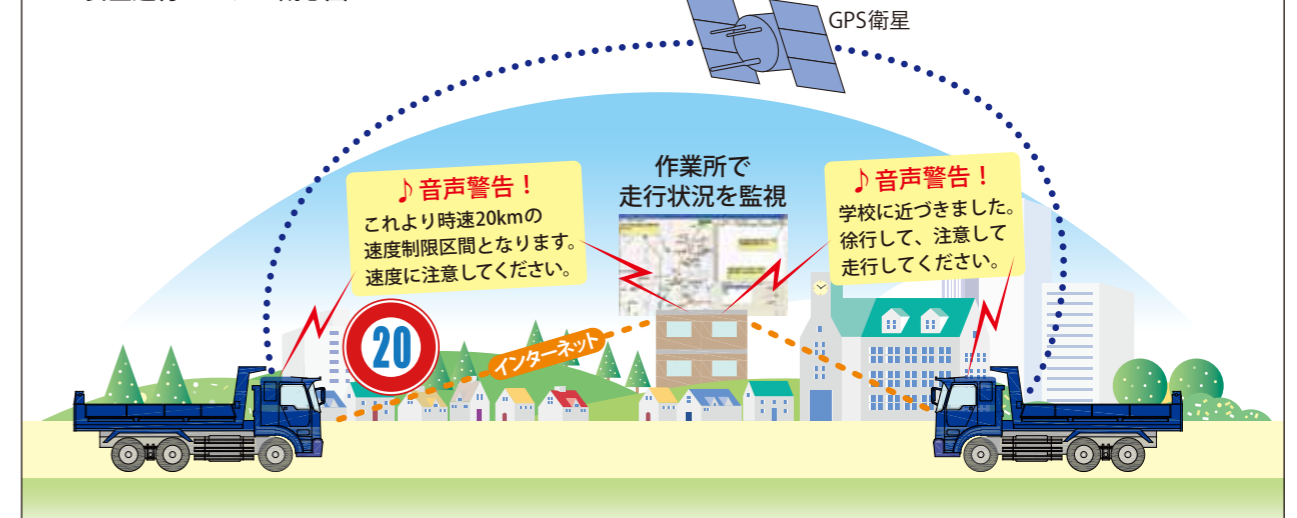 GPS衛星
作業所で
走行状況を監視
♪音声警告！
これより時速20kmの
速度制限区間となります。
速度に注意してください。
♪音声警告！
学校に近づきました。
徐行して、注意して
走行してください。
20
インターネット